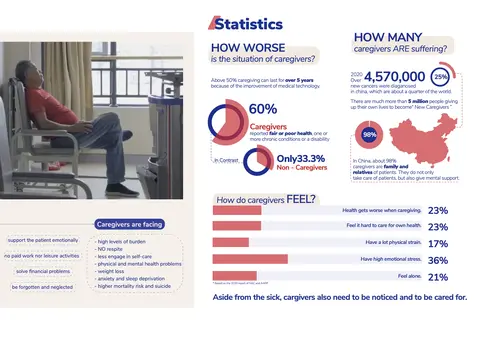 Caregivers are facing
support the patient emotionally
no paid work nor leisure activities
solve financial problems
be forgotten and neglected
- high levels of burden
- NO respite
- less engage in self-care
- physical and mental health problems
- weight loss
- anxiety and sleep deprivation
- higher mortality risk and suicide
Statistics
HOW WORSE
is the situation of caregivers?
Above 50% caregiving can last for over 5 years
because of the improvement of medical technology.
60%
Caregivers
reported fair or poor health, one or
more chronic conditions or a disability
In Contrast
Only33.3%
Non - Caregivers
HOW MANY
caregivers ARE suffering?
2020
Over 4,570,000
25%
new cancers were diagnosed
in china, which are about a quarter of the world.
There are much more than 5 million people giving
up their own lives to become" New Caregivers "
98%
In China, about 98%
caregivers are family and
relatives of patients. They do not only
take care of patients, but also give mental support.
How do caregivers FEEL?
Health gets worse when caregiving. 23%
Feel it hard to care for own health. 23%
Have a lot physical strain. 17%
Have high emotional stress. 36%
Feel alone. 21%
Aside from the sick, cargivers also need to be noticed and to be cared for.